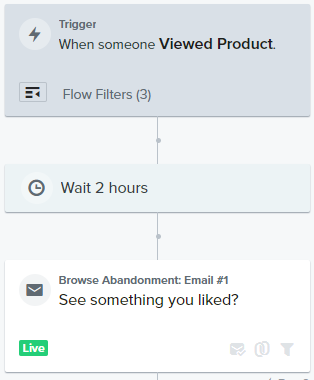 Trigger
When someone Viewed Product.
Flow Filters (3)
Wait 2 hours
Browse Abandonment: Email #1
See something you liked?
Live